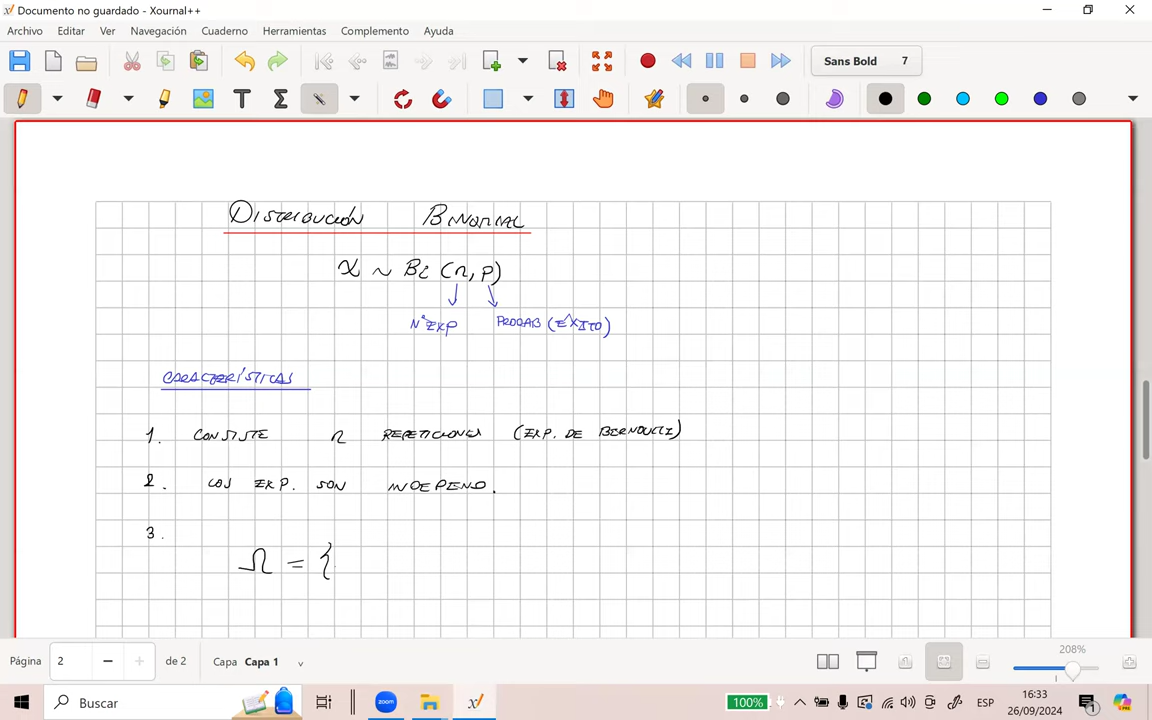 Documento no guardado - Xournal++
Archivo Editar Ver Navegación Cuaderno Herramientas Complemento Ayuda
Sans Bold 7
DISTRIBUCIÓN BINOMIAL
X ~ Bi (n, p)
N° EXP PROBAB (ÉXITO)
CARACTERÍSTICAS
1. CONSISTE n REPETICIONES (EXP. DE BERNOULLI)
2. LOS EXP. SON INDEPEND.
3.
Ω = {
Página 2 de 2 Capa Capa 1 208%
Buscar zoom 100% ESP 16:33
26/09/2024 1